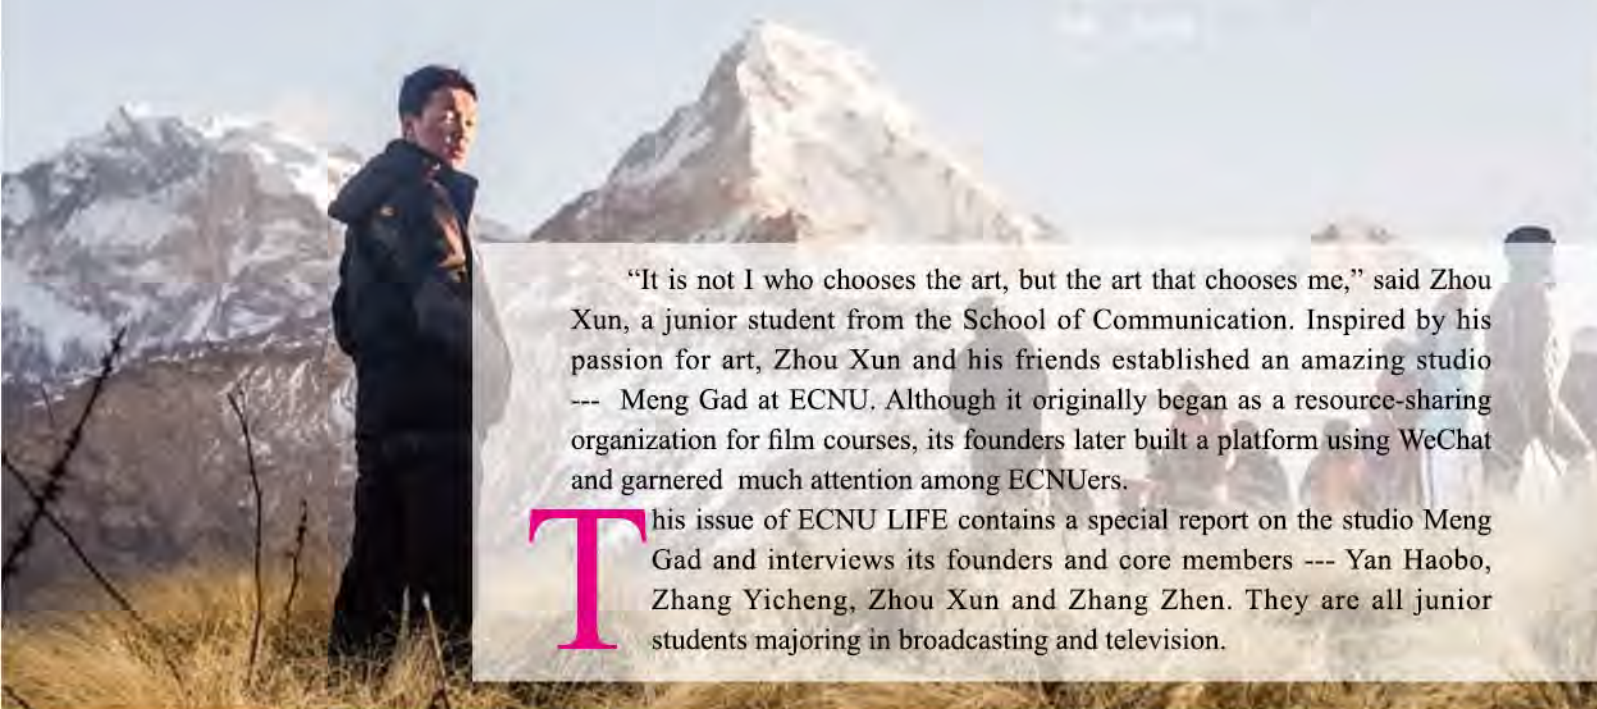 “It is not I who chooses the art, but the art that chooses me,” said Zhou
Xun, a junior student from the School of Communication. Inspired by his
passion for art, Zhou Xun and his friends established an amazing studio
--- Meng Gad at ECNU. Although it originally began as a resource-sharing
organization for film courses, its founders later built a platform using WeChat
and garnered much attention among ECNUers.
This issue of ECNU LIFE contains a special report on the studio Meng
Gad and interviews its founders and core members --- Yan Haobo,
Zhang Yicheng, Zhou Xun and Zhang Zhen. They are all junior
students majoring in broadcasting and television.